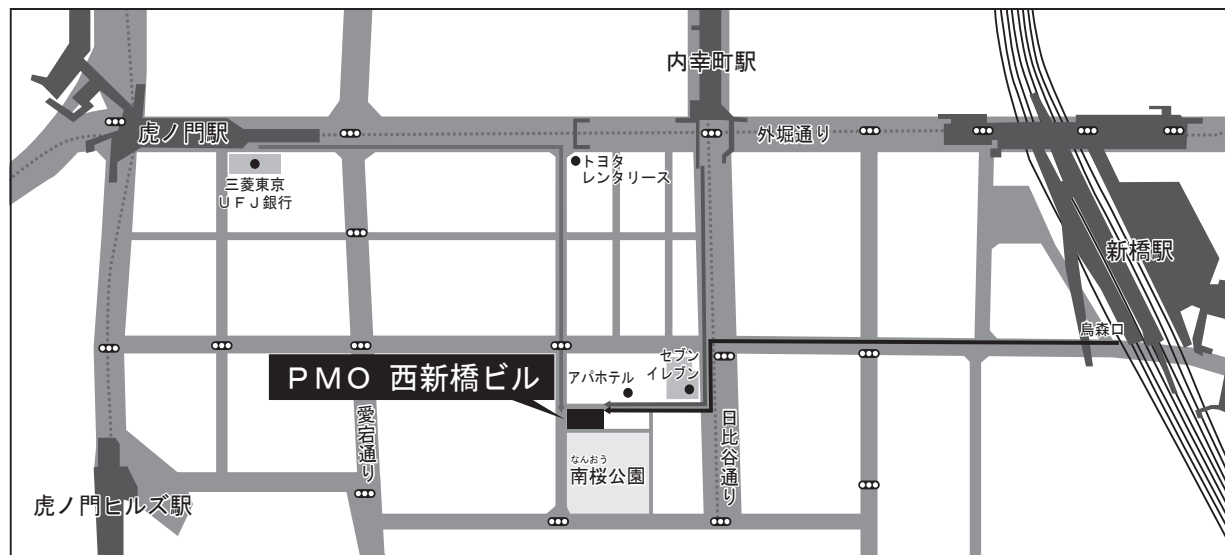 内幸町駅
虎ノ門駅
外堀通り
トヨタ
レンタリース
三菱東京
ＵＦＪ銀行
新橋駅
烏森口
セブン
イレブン
アパホテル
ＰＭＯ 西新橋ビル
愛宕通り
日比谷通り
なんおう
南桜公園
虎ノ門ヒルズ駅